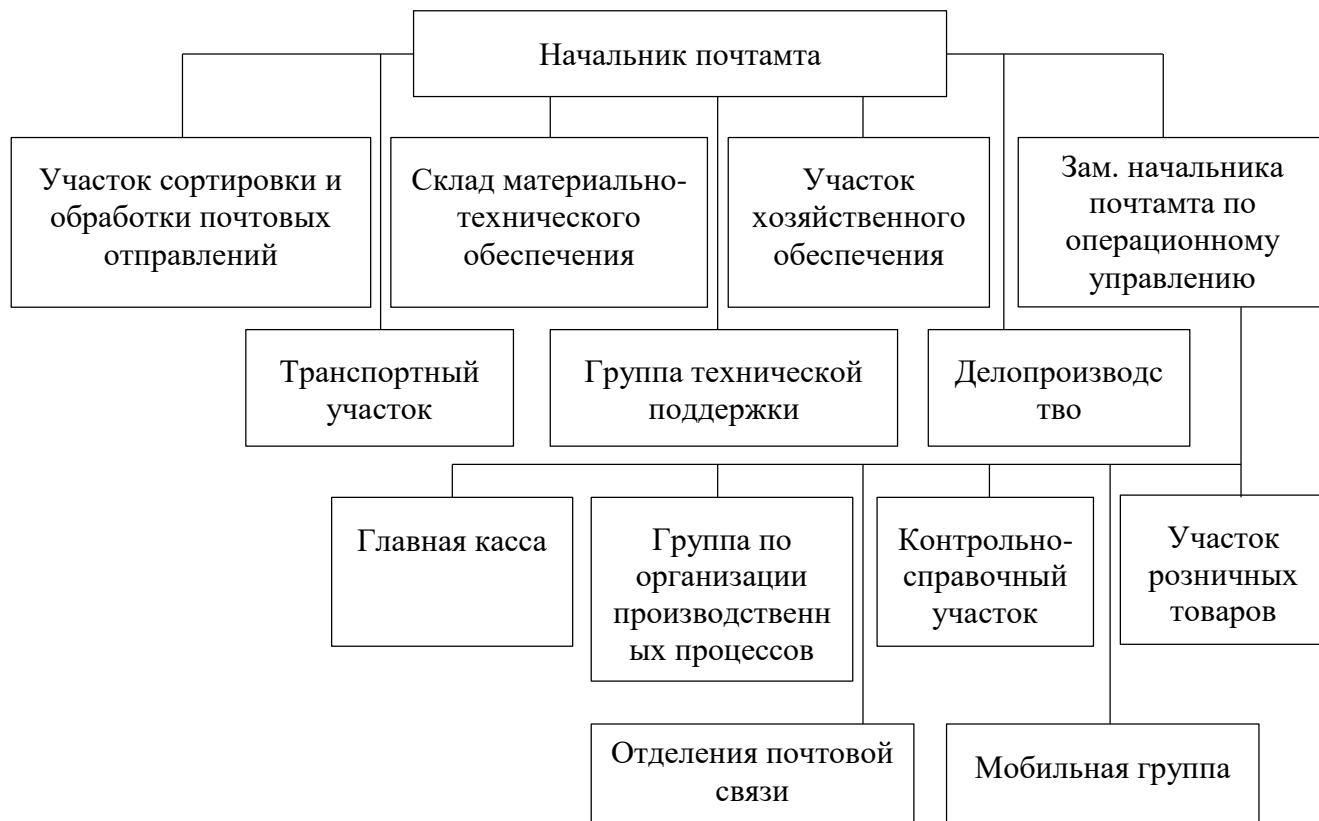 Начальник почтамта
Участок сортировки и
обработки почтовых
отправлений
Склад материально-
технического
обеспечения
Участок
хозяйственного
обеспечения
Зам. начальника
почтамта по
операционному
управлению
Транспортный
участок
Группа технической
поддержки
Делопроизводс
тво
Главная касса
Группа по
организации
производственн
ых процессов
Контрольно-
справочный
участок
Участок
розничных
товаров
Отделения почтовой
связи
Мобильная группа